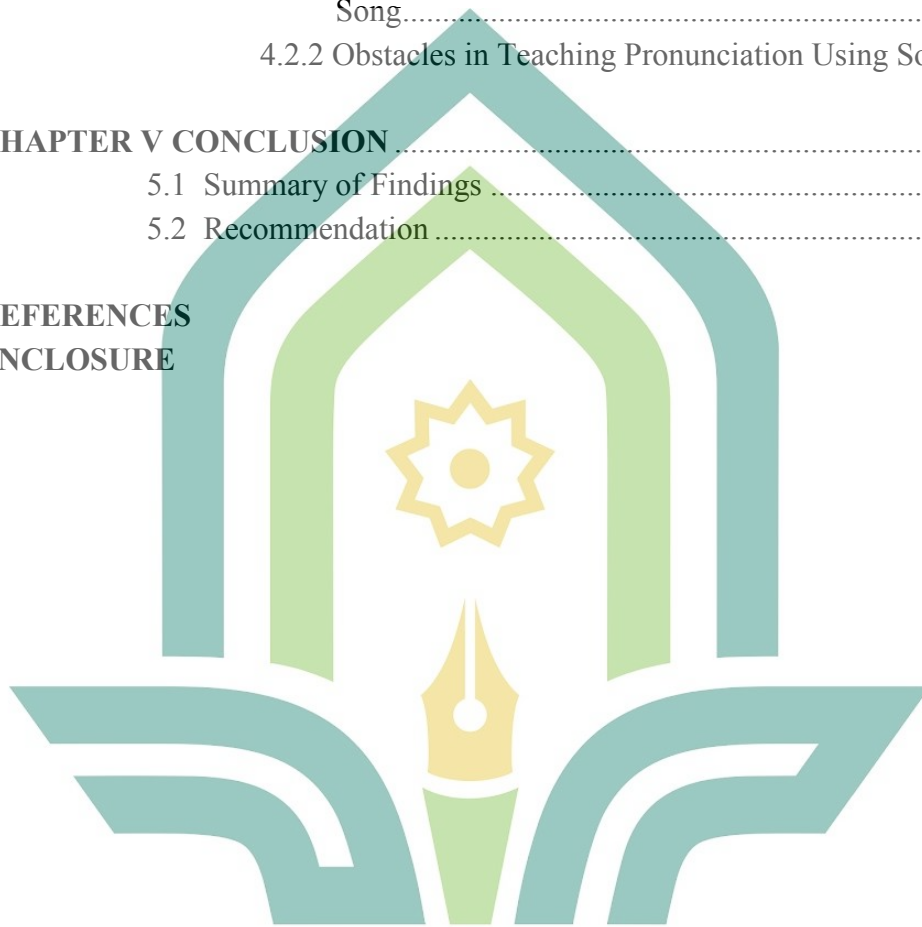 Song........................................................................
4.2.2 Obstacles in Teaching Pronunciation Using So
HAPTER V CONCLUSION........................................................................
5.1 Summary of Findings ........................................................................
5.2 Recommendation ........................................................................
EFERENCES
NCLOSURE